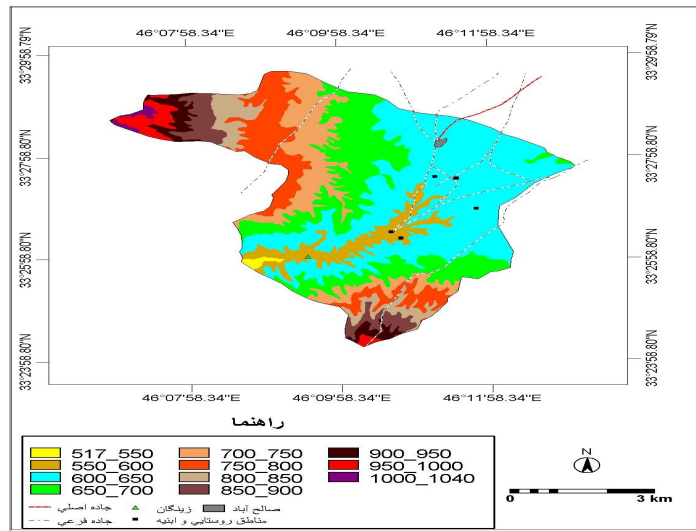 46°07'58.34"E 46°09'58.34"E 46°11'58.34"E
33°29'58.79"N 33°29'58.79"N
33°27'58.80"N 33°27'58.80"N
33°25'58.80"N 33°25'58.80"N
33°23'58.80"N 33°23'58.80"N
46°07'58.34"E 46°09'58.34"E 46°11'58.34"E
راهنما
517_550 700_750 900_950
550_600 750_800 950_1000
600_650 800_850 1000_1040
650_700 850_900
جاده اصلي زينگان صالح آباد
جاده فرعي مناطق روستايي و ابنيه
N
0 3 km